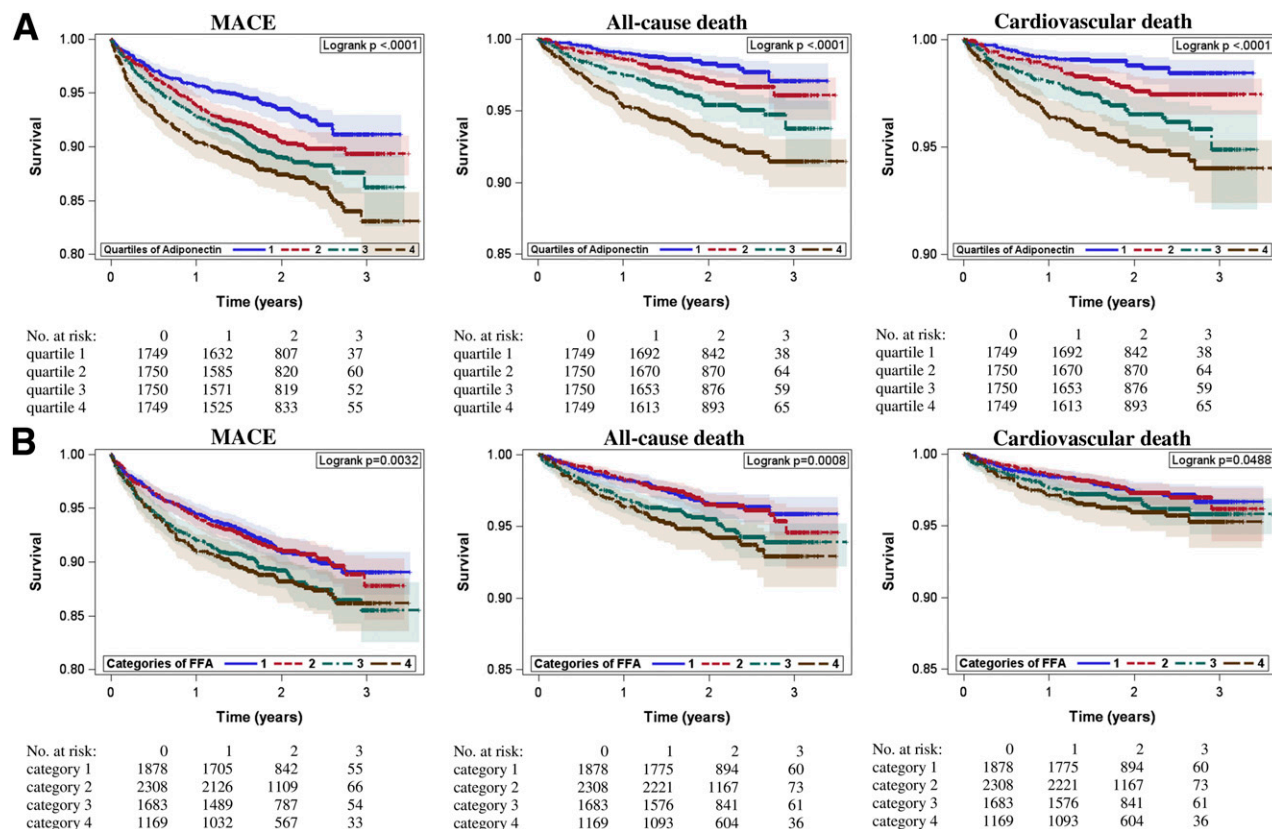 A
MACE
All-cause death
Cardiovascular death
Logrank p <.0001
Logrank p <.0001
Logrank p <.0001
Survival
1.00
0.95
0.90
0.85
0.80
Quartiles of Adiponectin 1 2 3 4
0 1 2 3
Time (years)
Survival
1.00
0.95
0.90
0.85
Quartiles of Adiponectin 1 2 3 4
0 1 2 3
Time (years)
Survival
1.00
0.95
0.90
Quartiles of Adiponectin 1 2 3 4
0 1 2 3
Time (years)
No. at risk: 0 1 2 3
quartile 1 1749 1632 807 37
quartile 2 1750 1585 820 60
quartile 3 1750 1571 819 52
quartile 4 1749 1525 833 55
No. at risk: 0 1 2 3
quartile 1 1749 1692 842 38
quartile 2 1750 1670 870 64
quartile 3 1750 1653 876 59
quartile 4 1749 1613 893 65
No. at risk: 0 1 2 3
quartile 1 1749 1692 842 38
quartile 2 1750 1670 870 64
quartile 3 1750 1653 876 59
quartile 4 1749 1613 893 65
B
MACE
All-cause death
Cardiovascular death
Logrank p=0.0032
Logrank p=0.0008
Logrank p=0.0488
Survival
1.00
0.95
0.90
0.85
0.80
Categories of FFA 1 2 3 4
0 1 2 3
Time (years)
Survival
1.00
0.95
0.90
0.85
Categories of FFA 1 2 3 4
0 1 2 3
Time (years)
Survival
1.00
0.95
0.90
0.85
Categories of FFA 1 2 3 4
0 1 2 3
Time (years)
No. at risk: 0 1 2 3
category 1 1878 1705 842 55
category 2 2308 2126 1109 66
category 3 1683 1489 787 54
category 4 1169 1032 567 33
No. at risk: 0 1 2 3
category 1 1878 1775 894 60
category 2 2308 2221 1167 73
category 3 1683 1576 841 61
category 4 1169 1093 604 36
No. at risk: 0 1 2 3
category 1 1878 1775 894 60
category 2 2308 2221 1167 73
category 3 1683 1576 841 61
category 4 1169 1093 604 36